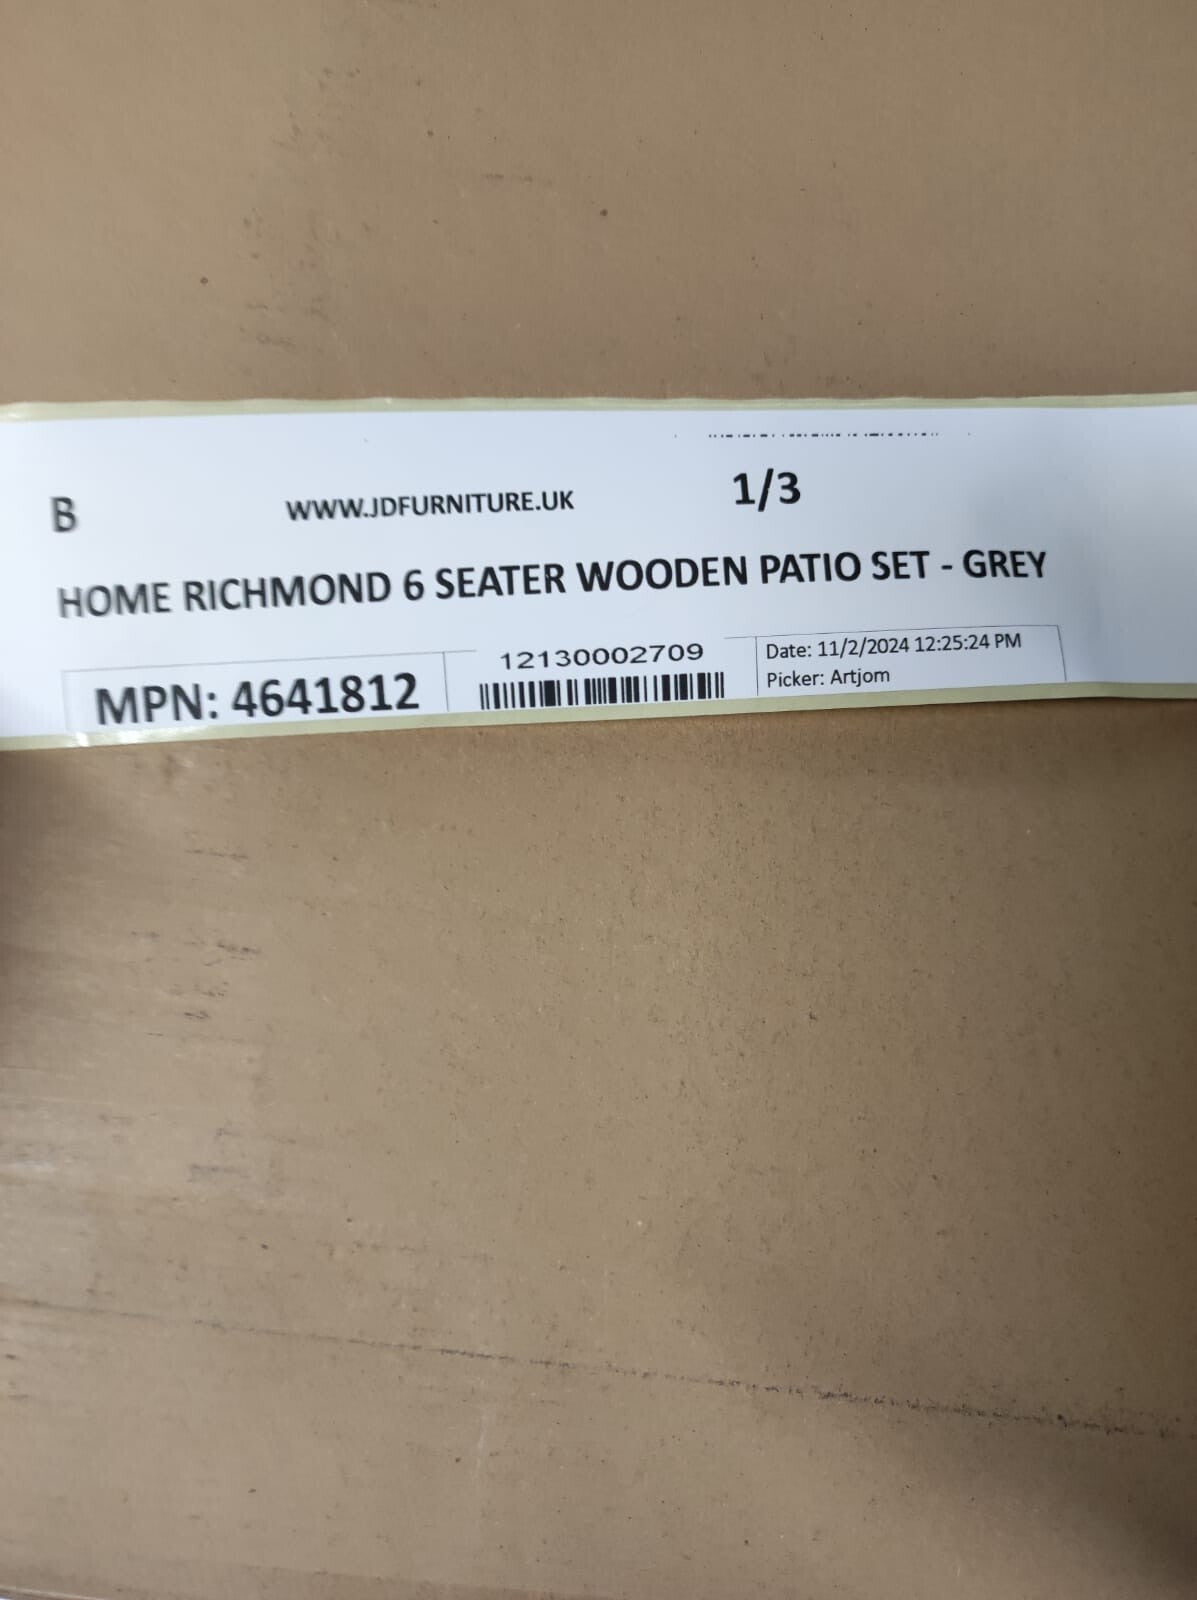 B WWW.JDFURNITURE.UK 1/3
HOME RICHMOND 6 SEATER WOODEN PATIO SET - GREY
MPN: 4641812
12130002709
Date: 11/2/2024 12:25:24 PM
Picker: Artjom